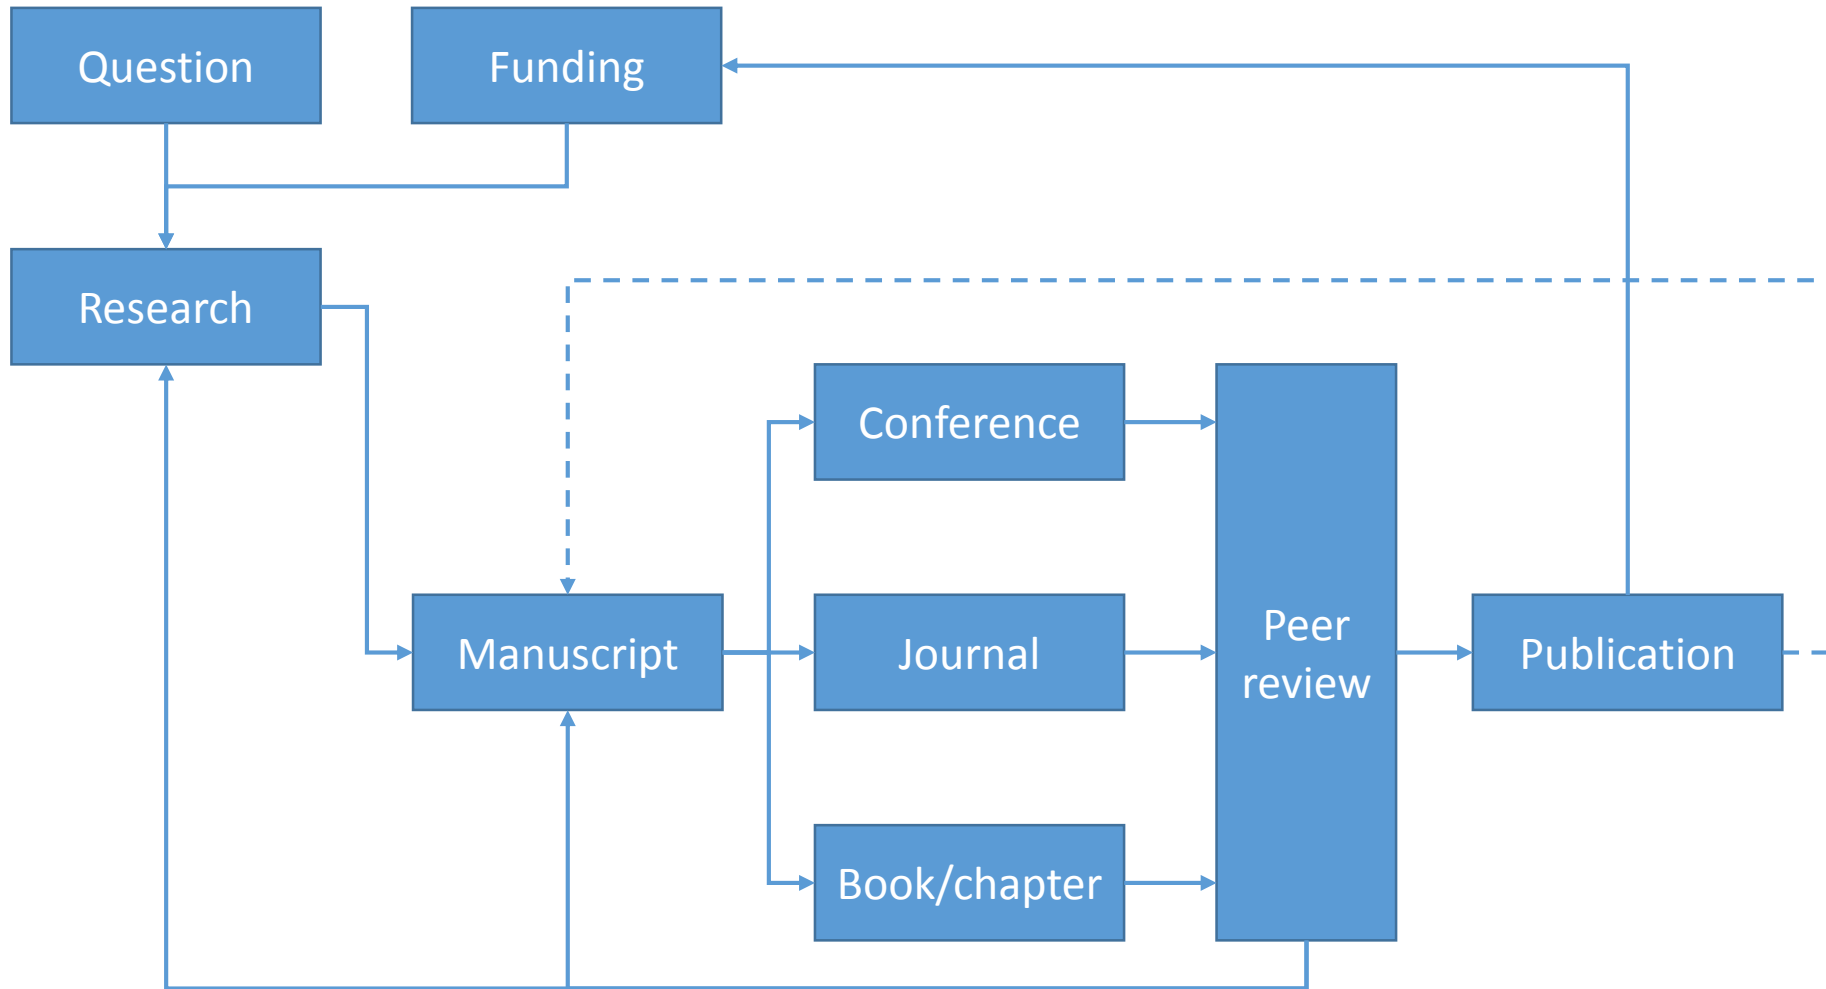 Question
Funding
Research
Conference
Manuscript
Journal
Peer
review
Publication
Book/chapter